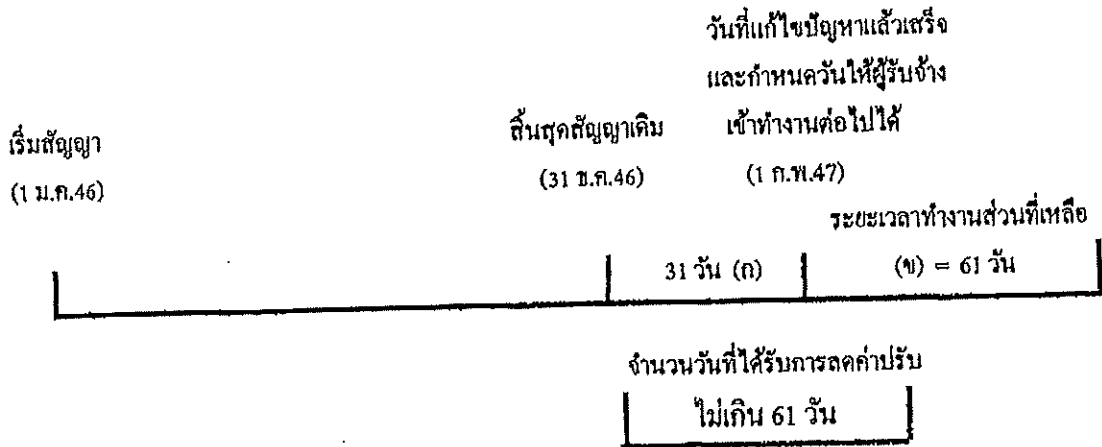 วันที่แก้ไขปัญหาแล้วเสร็จ
และกำหนดวันให้ผู้รับจ้าง
เริ่มสัญญา
สิ้นสุดสัญญาเดิม
เข้าทำงานต่อไปได้
(1 ม.ค.46)
(31 ธ.ค.46)
(1 ก.พ.47)
ระยะเวลาทำงานส่วนที่เหลือ
31 วัน (ก)
(ข) = 61 วัน
จำนวนวันที่ได้รับการลดค่าปรับ
ไม่เกิน 61 วัน